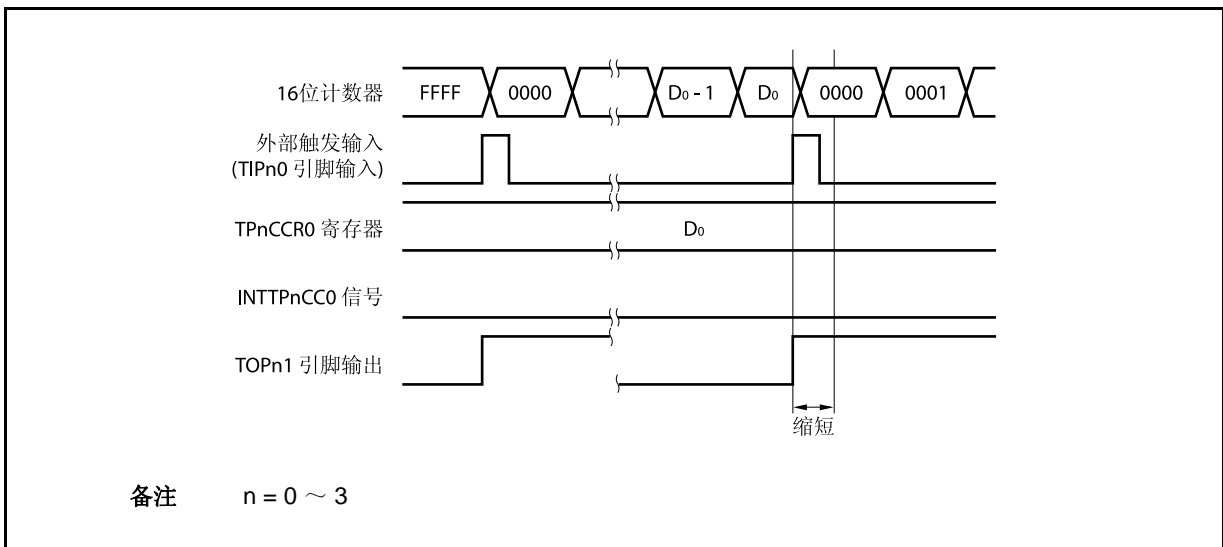 16位计数器 FFFF 0000 D0 - 1 D0 0000 0001
外部触发输入
(TIPn0 引脚输入)
TPnCCR0 寄存器 D0
INTTPnCC0 信号
TOPn1 引脚输出
缩短
备注 n = 0 ～ 3